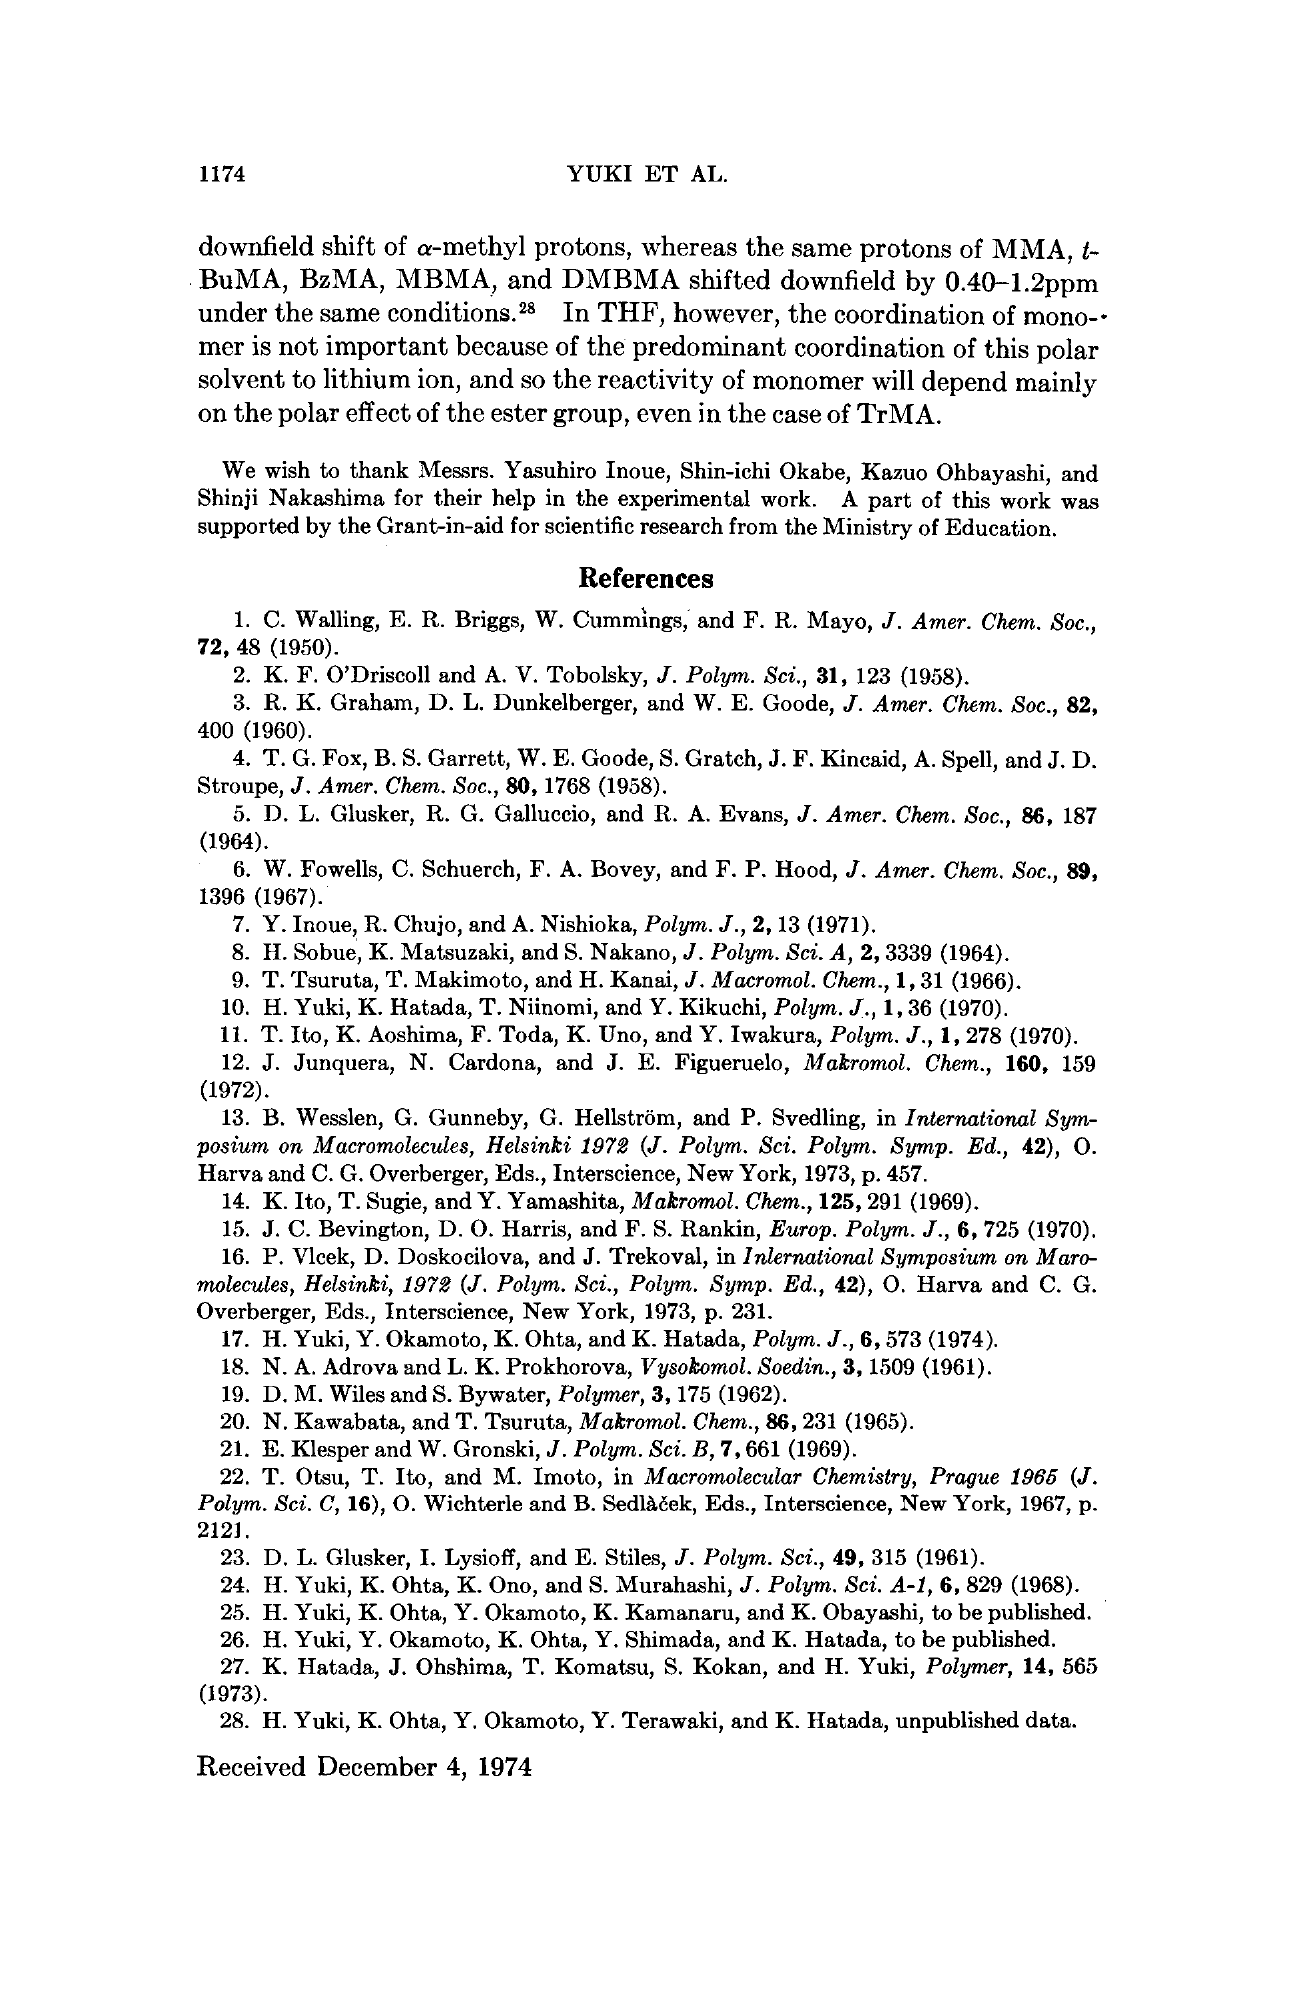 1174 YUKI ET AL.
downfield shift of α-methyl protons, whereas the same protons of MMA, t-
BuMA, BzMA, MBMA, and DMBMA shifted downfield by 0.40–1.2ppm
under the same conditions.²⁸ In THF, however, the coordination of mono-
mer is not important because of the predominant coordination of this polar
solvent to lithium ion, and so the reactivity of monomer will depend mainly
on the polar effect of the ester group, even in the case of TrMA.
We wish to thank Messrs. Yasuhiro Inoue, Shin-ichi Okabe, Kazuo Ohbayashi, and
Shinji Nakashima for their help in the experimental work. A part of this work was
supported by the Grant-in-aid for scientific research from the Ministry of Education.
References
1. C. Walling, E. R. Briggs, W. Cummings, and F. R. Mayo, J. Amer. Chem. Soc.,
72, 48 (1950).
2. K. F. O'Driscoll and A. V. Tobolsky, J. Polym. Sci., 31, 123 (1958).
3. R. K. Graham, D. L. Dunkelberger, and W. E. Goode, J. Amer. Chem. Soc., 82,
400 (1960).
4. T. G. Fox, B. S. Garrett, W. E. Goode, S. Gratch, J. F. Kincaid, A. Spell, and J. D.
Stroupe, J. Amer. Chem. Soc., 80, 1768 (1958).
5. D. L. Glusker, R. G. Galluccio, and R. A. Evans, J. Amer. Chem. Soc., 86, 187
(1964).
6. W. Fowells, C. Schuerch, F. A. Bovey, and F. P. Hood, J. Amer. Chem. Soc., 89,
1396 (1967).
7. Y. Inoue, R. Chujo, and A. Nishioka, Polym. J., 2, 13 (1971).
8. H. Sobue, K. Matsuzaki, and S. Nakano, J. Polym. Sci. A, 2, 3339 (1964).
9. T. Tsuruta, T. Makimoto, and H. Kanai, J. Macromol. Chem., 1, 31 (1966).
10. H. Yuki, K. Hatada, T. Niinomi, and Y. Kikuchi, Polym. J., 1, 36 (1970).
11. T. Ito, K. Aoshima, F. Toda, K. Uno, and Y. Iwakura, Polym. J., 1, 278 (1970).
12. J. Junquera, N. Cardona, and J. E. Figueruelo, Makromol. Chem., 160, 159
(1972).
13. B. Wesslen, G. Gunneby, G. Hellström, and P. Svedling, in International Sym-
posium on Macromolecules, Helsinki 1972 (J. Polym. Sci. Polym. Symp. Ed., 42), O.
Harva and C. G. Overberger, Eds., Interscience, New York, 1973, p. 457.
14. K. Ito, T. Sugie, and Y. Yamashita, Makromol. Chem., 125, 291 (1969).
15. J. C. Bevington, D. O. Harris, and F. S. Rankin, Europ. Polym. J., 6, 725 (1970).
16. P. Vlcek, D. Doskocilova, and J. Trekoval, in International Symposium on Maro-
molecules, Helsinki, 1972 (J. Polym. Sci., Polym. Symp. Ed., 42), O. Harva and C. G.
Overberger, Eds., Interscience, New York, 1973, p. 231.
17. H. Yuki, Y. Okamoto, K. Ohta, and K. Hatada, Polym. J., 6, 573 (1974).
18. N. A. Adrova and L. K. Prokhorova, Vysokomol. Soedin., 3, 1509 (1961).
19. D. M. Wiles and S. Bywater, Polymer, 3, 175 (1962).
20. N. Kawabata, and T. Tsuruta, Makromol. Chem., 86, 231 (1965).
21. E. Klesper and W. Gronski, J. Polym. Sci. B, 7, 661 (1969).
22. T. Otsu, T. Ito, and M. Imoto, in Macromolecular Chemistry, Prague 1965 (J.
Polym. Sci. C, 16), O. Wichterle and B. Sedlàček, Eds., Interscience, New York, 1967, p.
2121.
23. D. L. Glusker, I. Lysioff, and E. Stiles, J. Polym. Sci., 49, 315 (1961).
24. H. Yuki, K. Ohta, K. Ono, and S. Murahashi, J. Polym. Sci. A-1, 6, 829 (1968).
25. H. Yuki, K. Ohta, Y. Okamoto, K. Kamanaru, and K. Obayashi, to be published.
26. H. Yuki, Y. Okamoto, K. Ohta, Y. Shimada, and K. Hatada, to be published.
27. K. Hatada, J. Ohshima, T. Komatsu, S. Kokan, and H. Yuki, Polymer, 14, 565
(1973).
28. H. Yuki, K. Ohta, Y. Okamoto, Y. Terawaki, and K. Hatada, unpublished data.
Received December 4, 1974